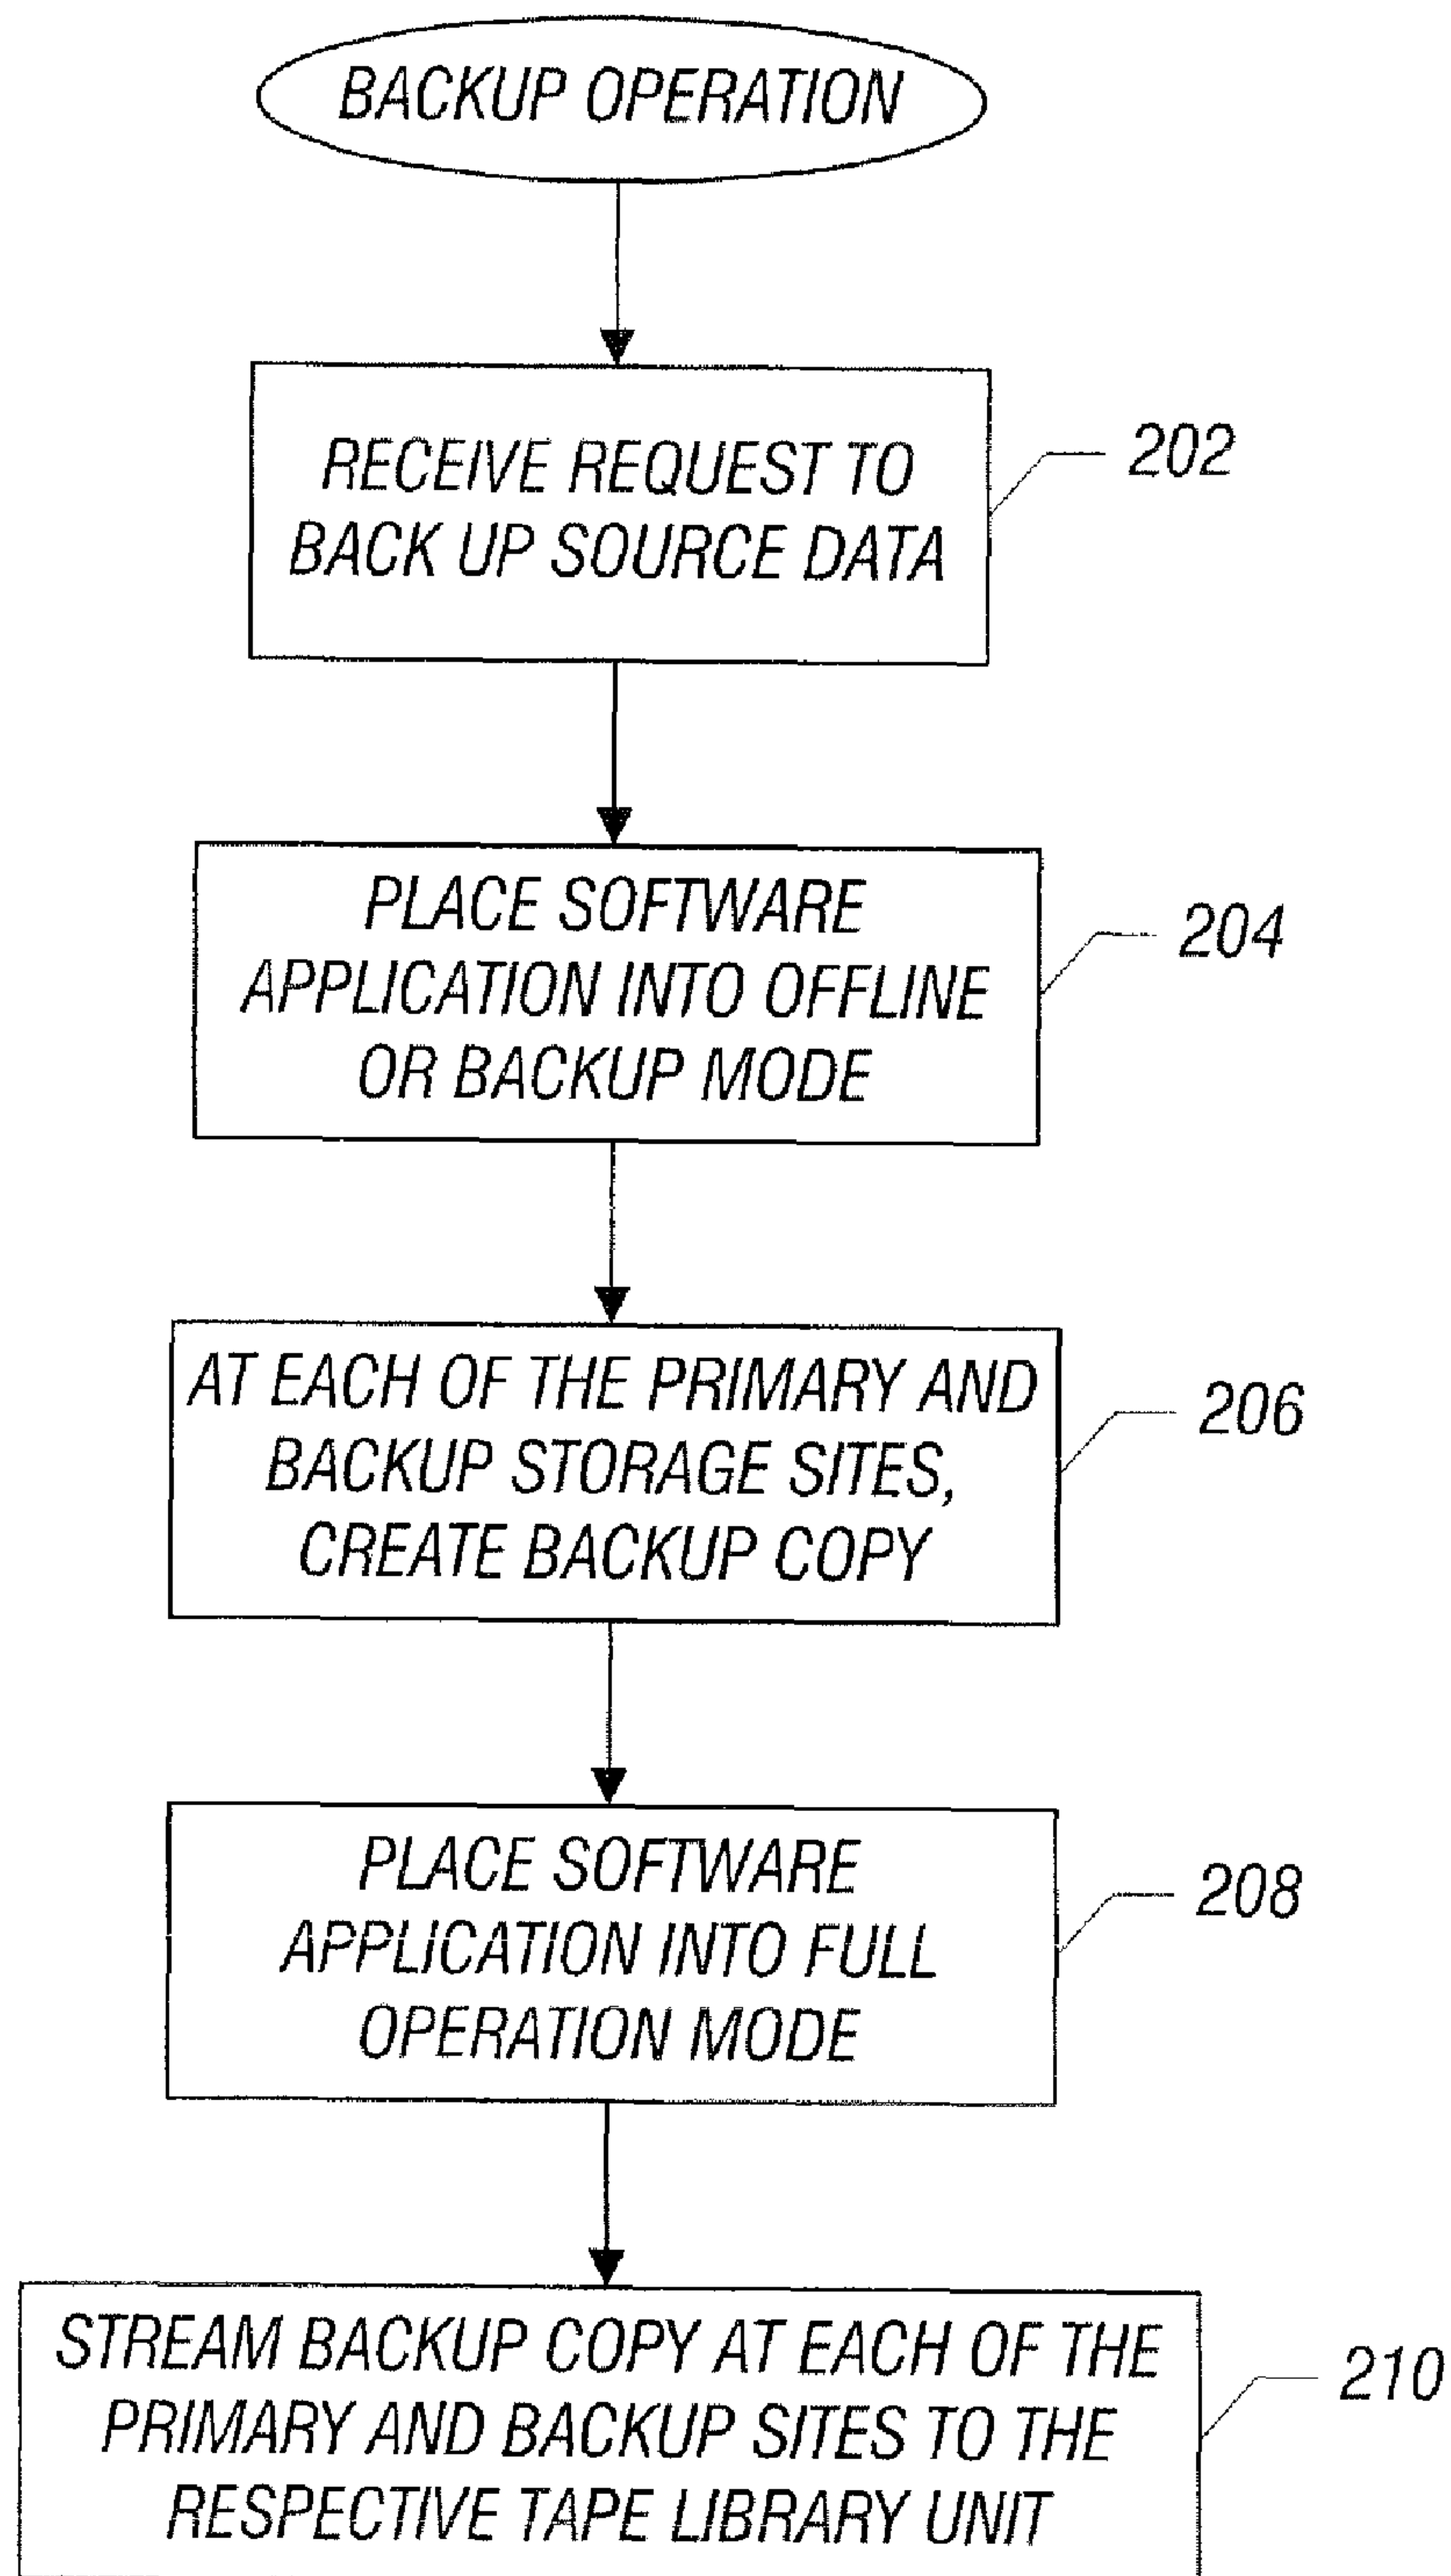 BACKUP OPERATION
RECEIVE REQUEST TO
BACK UP SOURCE DATA
202
PLACE SOFTWARE
APPLICATION INTO OFFLINE
OR BACKUP MODE
204
AT EACH OF THE PRIMARY AND
BACKUP STORAGE SITES,
CREATE BACKUP COPY
206
PLACE SOFTWARE
APPLICATION INTO FULL
OPERATION MODE
208
STREAM BACKUP COPY AT EACH OF THE
PRIMARY AND BACKUP SITES TO THE
RESPECTIVE TAPE LIBRARY UNIT
210